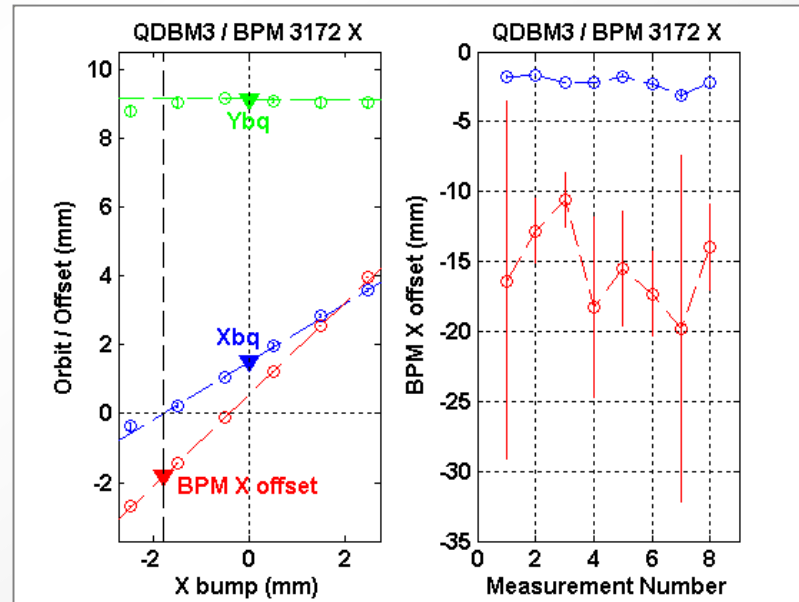 QDBM3 / BPM 3172 X
Orbit / Offset (mm)
10
8
6
4
2
0
-2
Ybq
Xbq
BPM X offset
-2
0
2
X bump (mm)
QDBM3 / BPM 3172 X
BPM X offset (mm)
0
-5
-10
-15
-20
-25
-30
-35
0
2
4
6
8
Measurement Number